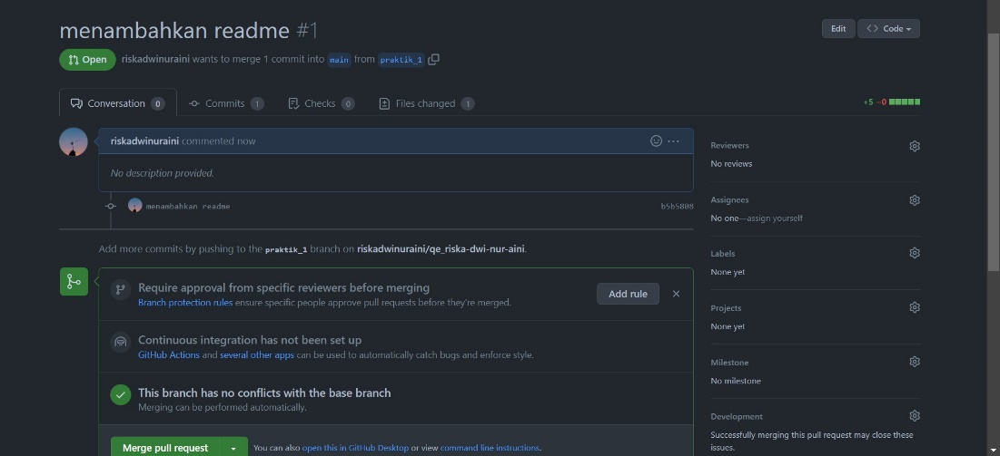 menambahkan readme #1
Edit
Code
Open
riskadwinuraini wants to merge 1 commit into main from praktik_1
Conversation 0
Commits 1
Checks 0
Files changed 1
+5 −0
riskadwinuraini commented now
No description provided.
menambahkan readme
b5b5808
Add more commits by pushing to the praktik_1 branch on riskadwinuraini/qe_riska-dwi-nur-aini.
Require approval from specific reviewers before merging
Branch protection rules ensure specific people approve pull requests before they're merged.
Add rule
Continuous integration has not been set up
GitHub Actions and several other apps can be used to automatically catch bugs and enforce style.
This branch has no conflicts with the base branch
Merging can be performed automatically.
Merge pull request
You can also open this in GitHub Desktop or view command line instructions.
Reviewers
No reviews
Assignees
No one—assign yourself
Labels
None yet
Projects
None yet
Milestone
No milestone
Development
Successfully merging this pull request may close these
issues.